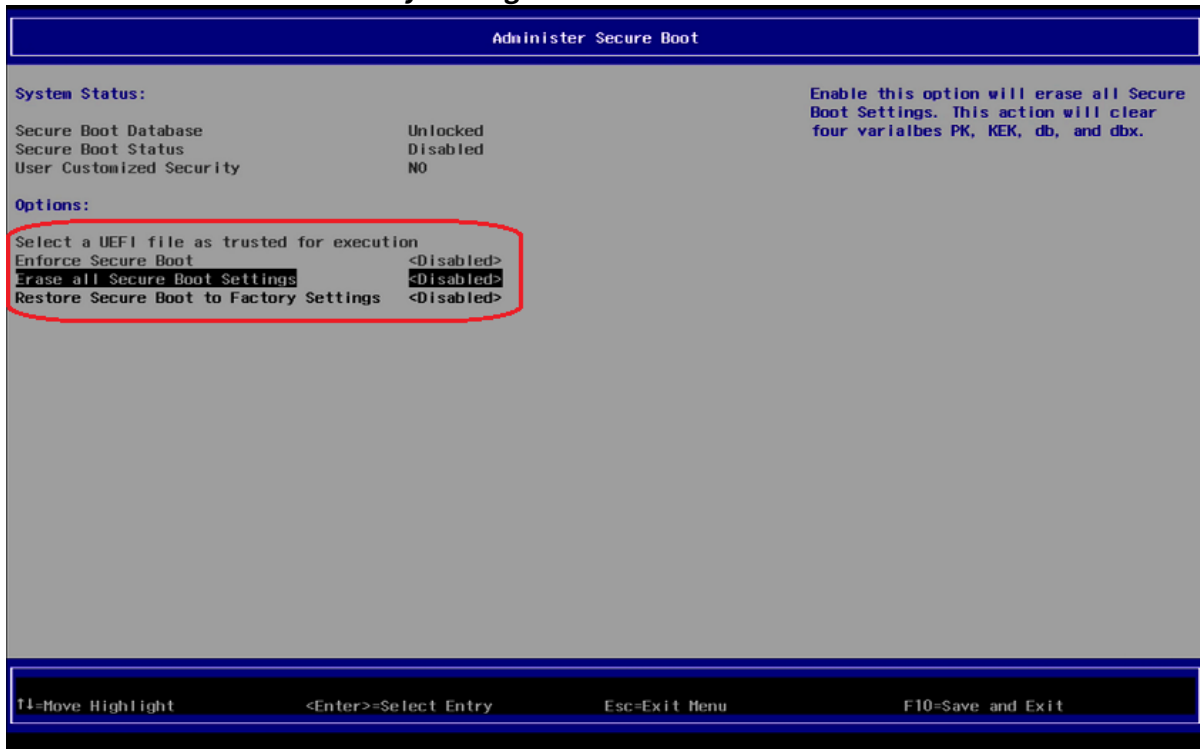 Administer Secure Boot
System Status:
Secure Boot Database Unlocked
Secure Boot Status Disabled
User Customized Security NO
Options:
Select a UEFI file as trusted for execution
Enforce Secure Boot <Disabled>
Erase all Secure Boot Settings <Disabled>
Restore Secure Boot to Factory Settings <Disabled>
Enable this option will erase all Secure
Boot Settings. This action will clear
four varialbes PK, KEK, db, and dbx.
↑↓=Move Highlight <Enter>=Select Entry Esc=Exit Menu F10=Save and Exit